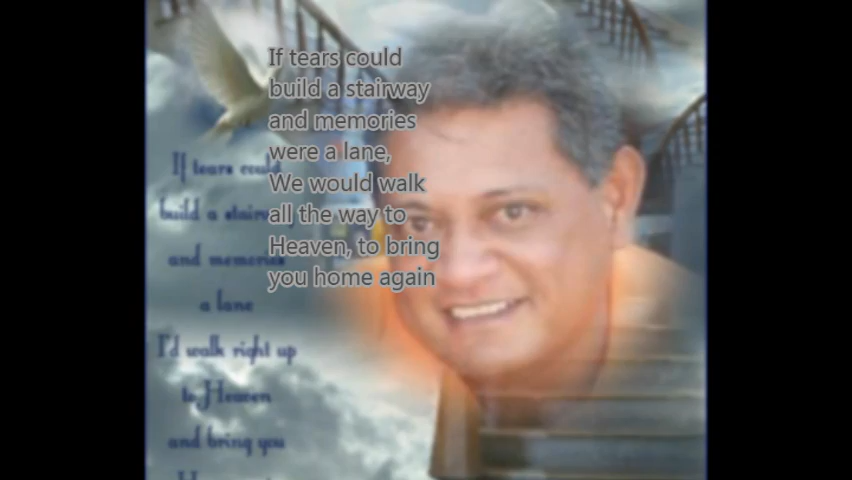 If tears could
build a stairway
and memories
were a lane,
We would walk
all the way to
Heaven, to bring
you home again
If tears could
build a
and memories
a lane
I'd walk right up
to Heaven
and bring you